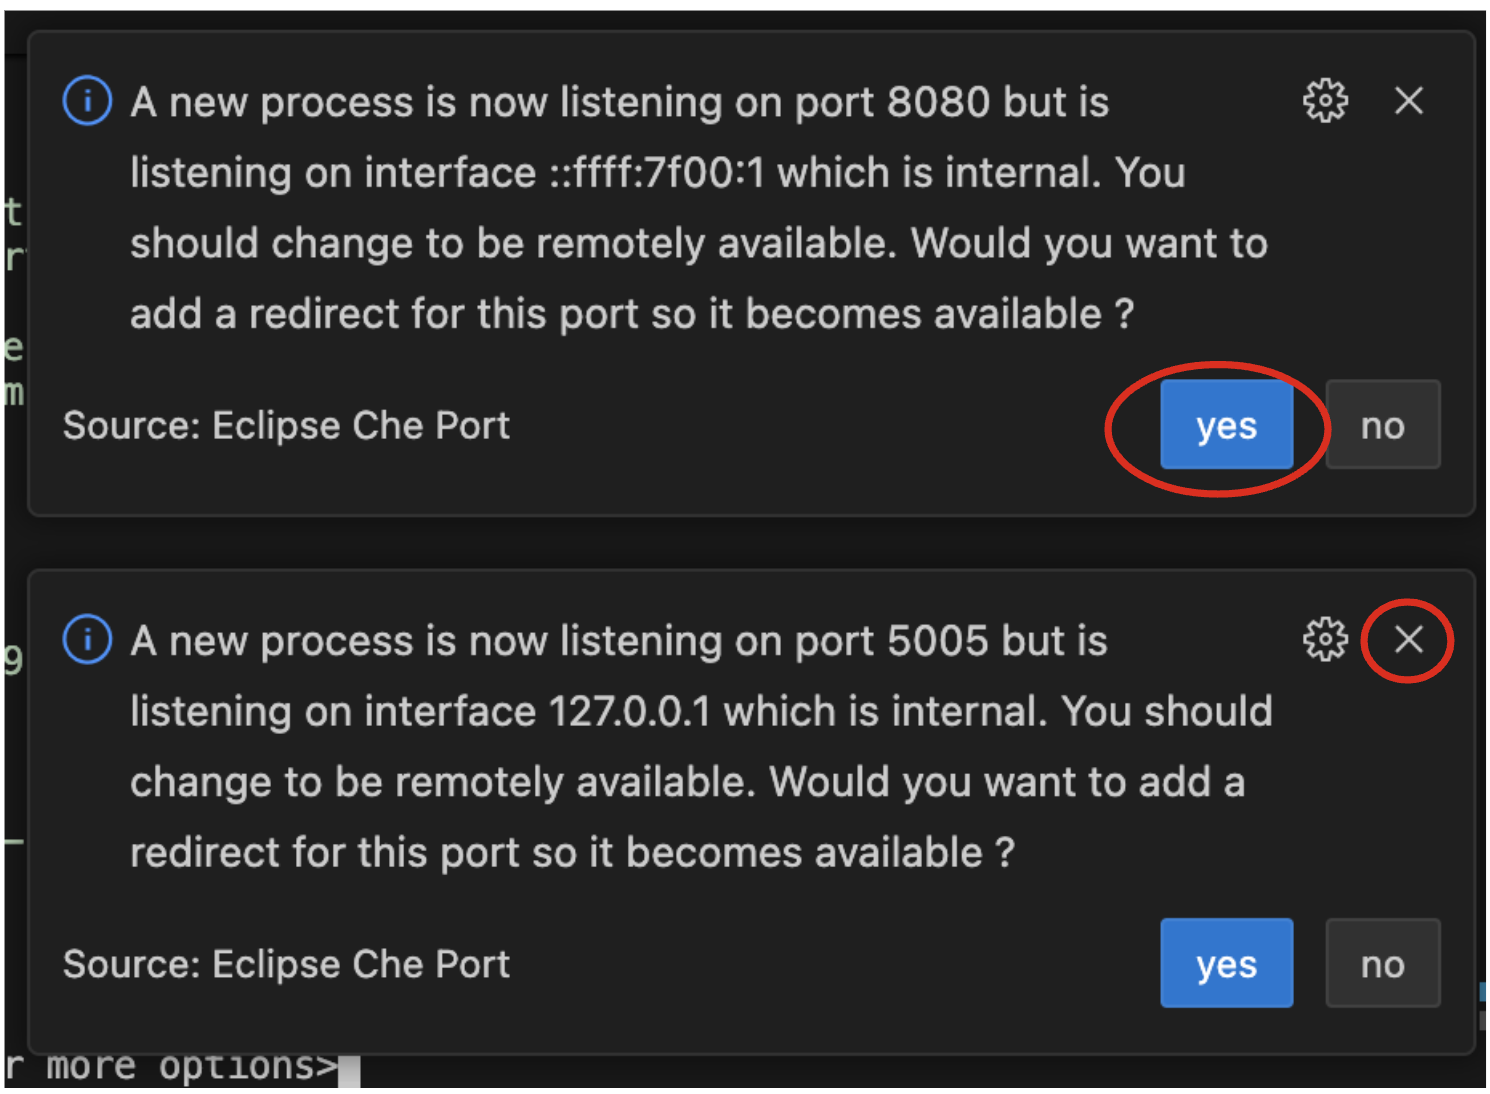 A new process is now listening on port 8080 but is
listening on interface ::ffff:7f00:1 which is internal. You
should change to be remotely available. Would you want to
add a redirect for this port so it becomes available ?
Source: Eclipse Che Port
yes
no
A new process is now listening on port 5005 but is
listening on interface 127.0.0.1 which is internal. You should
change to be remotely available. Would you want to add a
redirect for this port so it becomes available ?
Source: Eclipse Che Port
yes
no
r more options>
t
r
e
m
9